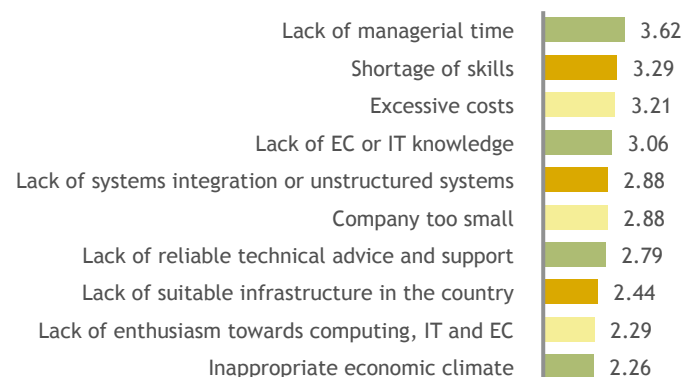 Lack of managerial time 3.62
Shortage of skills 3.29
Excessive costs 3.21
Lack of EC or IT knowledge 3.06
Lack of systems integration or unstructured systems 2.88
Company too small 2.88
Lack of reliable technical advice and support 2.79
Lack of suitable infrastructure in the country 2.44
Lack of enthusiasm towards computing, IT and EC 2.29
Inappropriate economic climate 2.26